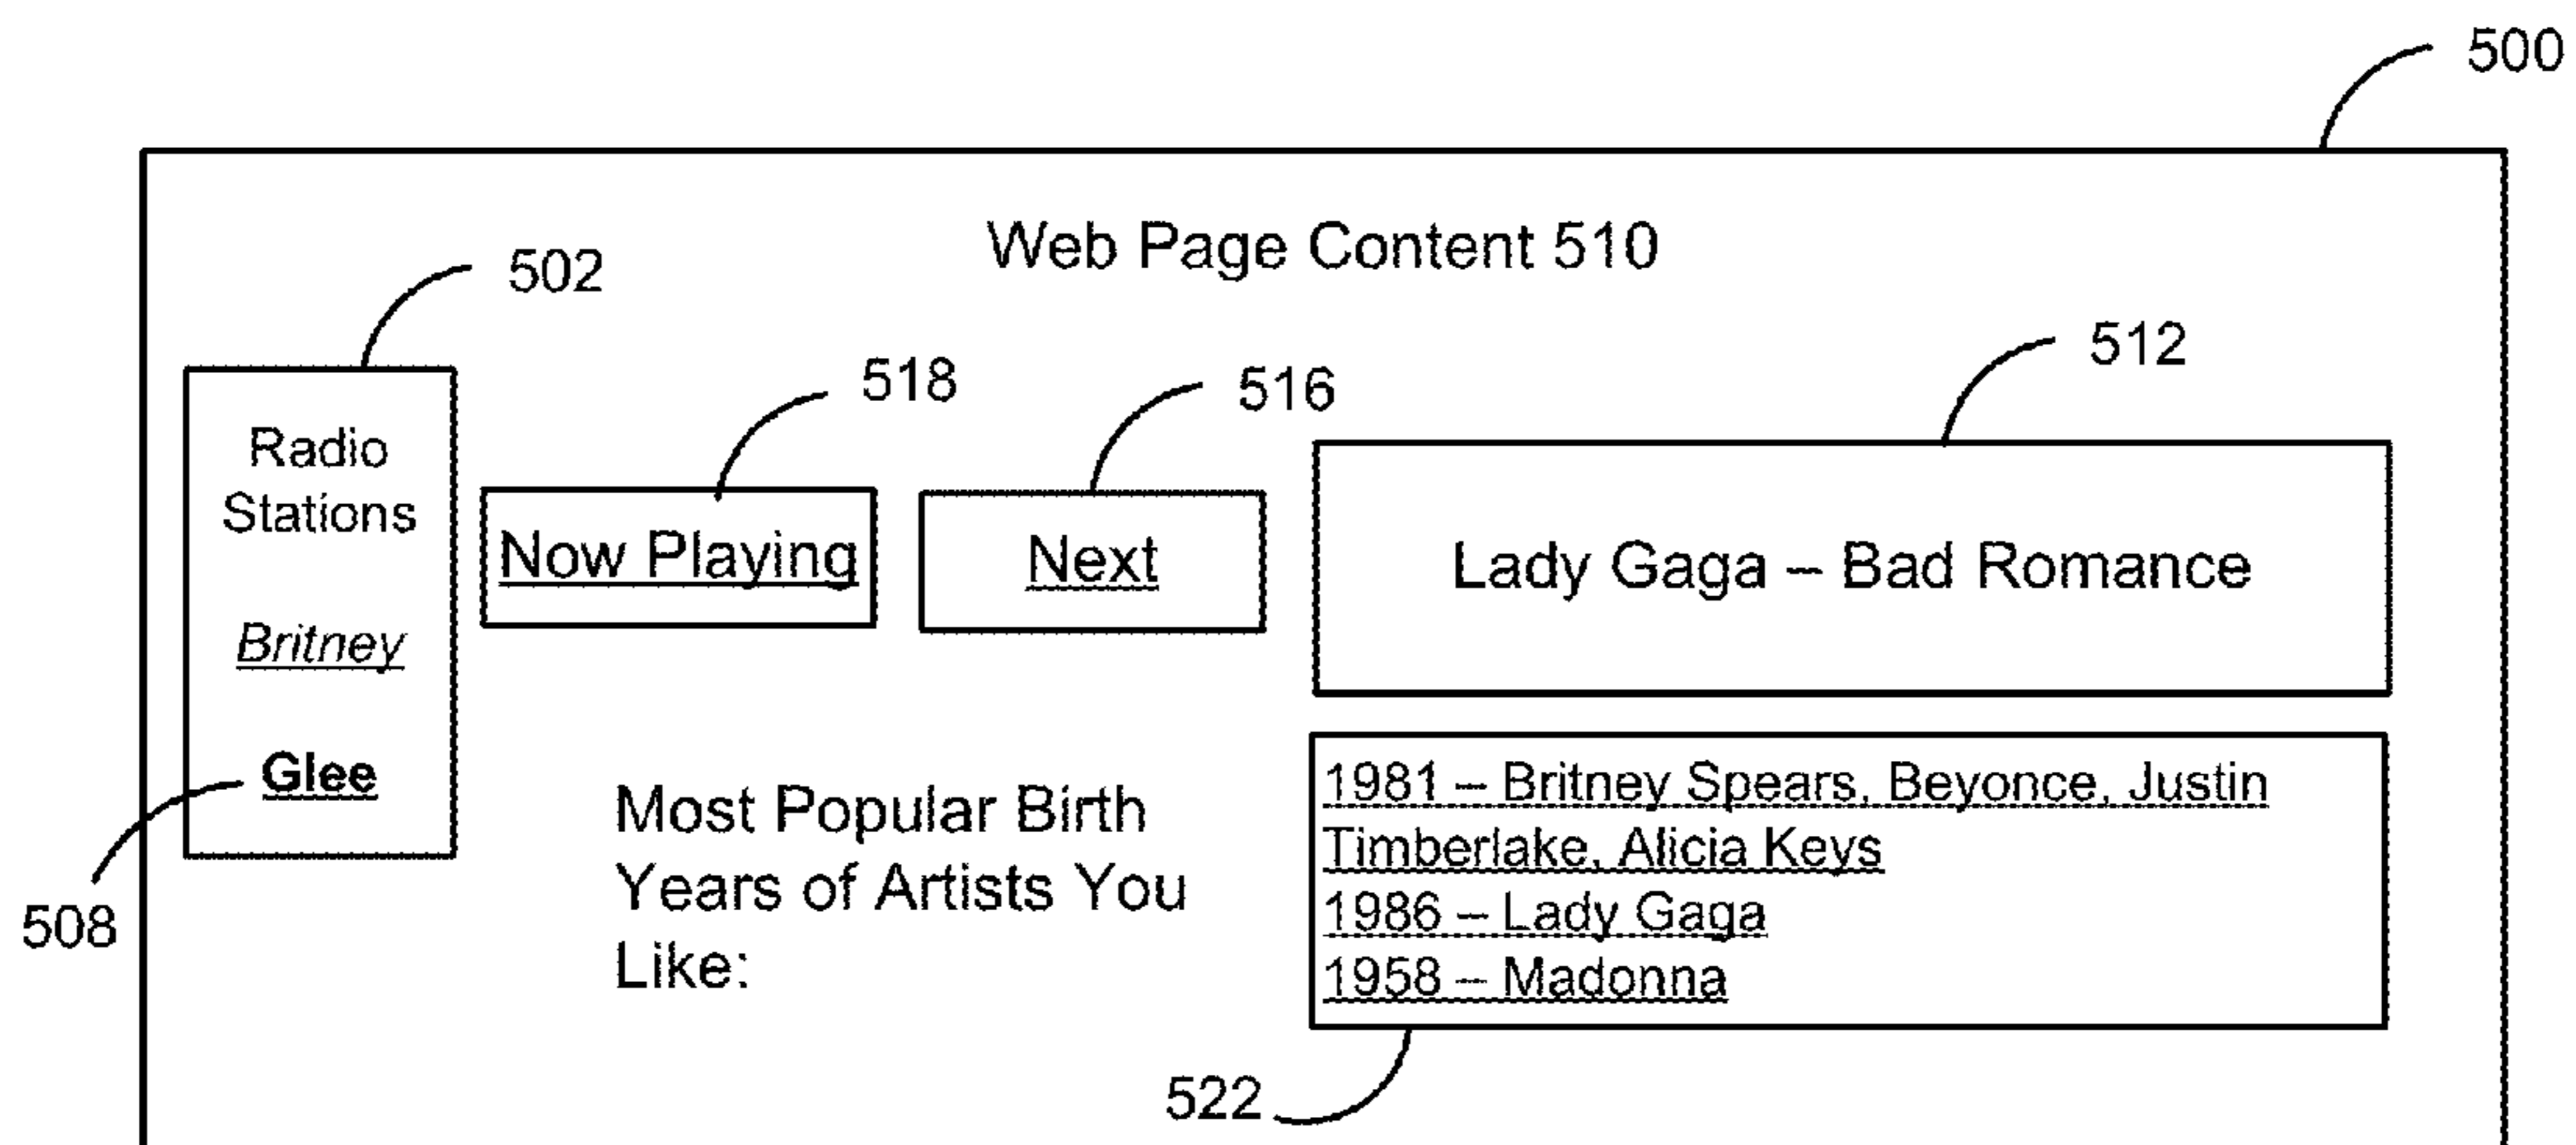 500
Web Page Content 510
502
512
518
516
Radio
Stations
Now Playing
Next
Lady Gaga – Bad Romance
Britney
Glee
508
Most Popular Birth
Years of Artists You
Like:
1981 – Britney Spears, Beyonce, Justin
Timberlake, Alicia Keys
1986 – Lady Gaga
1958 – Madonna
522